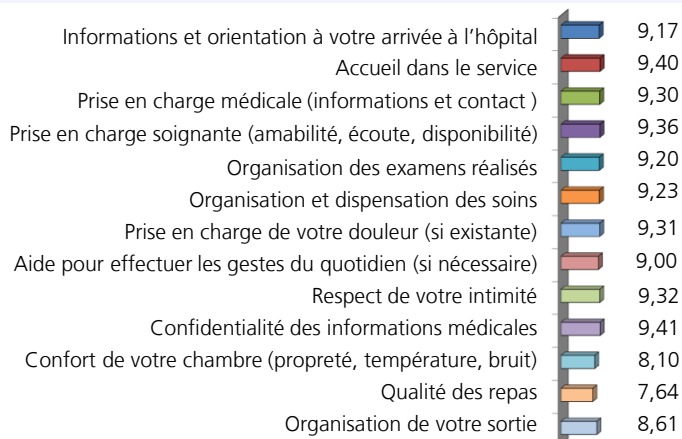 Informations et orientation à votre arrivée à l’hôpital 9,17
Accueil dans le service 9,40
Prise en charge médicale (informations et contact ) 9,30
Prise en charge soignante (amabilité, écoute, disponibilité) 9,36
Organisation des examens réalisés 9,20
Organisation et dispensation des soins 9,23
Prise en charge de votre douleur (si existante) 9,31
Aide pour effectuer les gestes du quotidien (si nécessaire) 9,00
Respect de votre intimité 9,32
Confidentialité des informations médicales 9,41
Confort de votre chambre (propreté, température, bruit) 8,10
Qualité des repas 7,64
Organisation de votre sortie 8,61